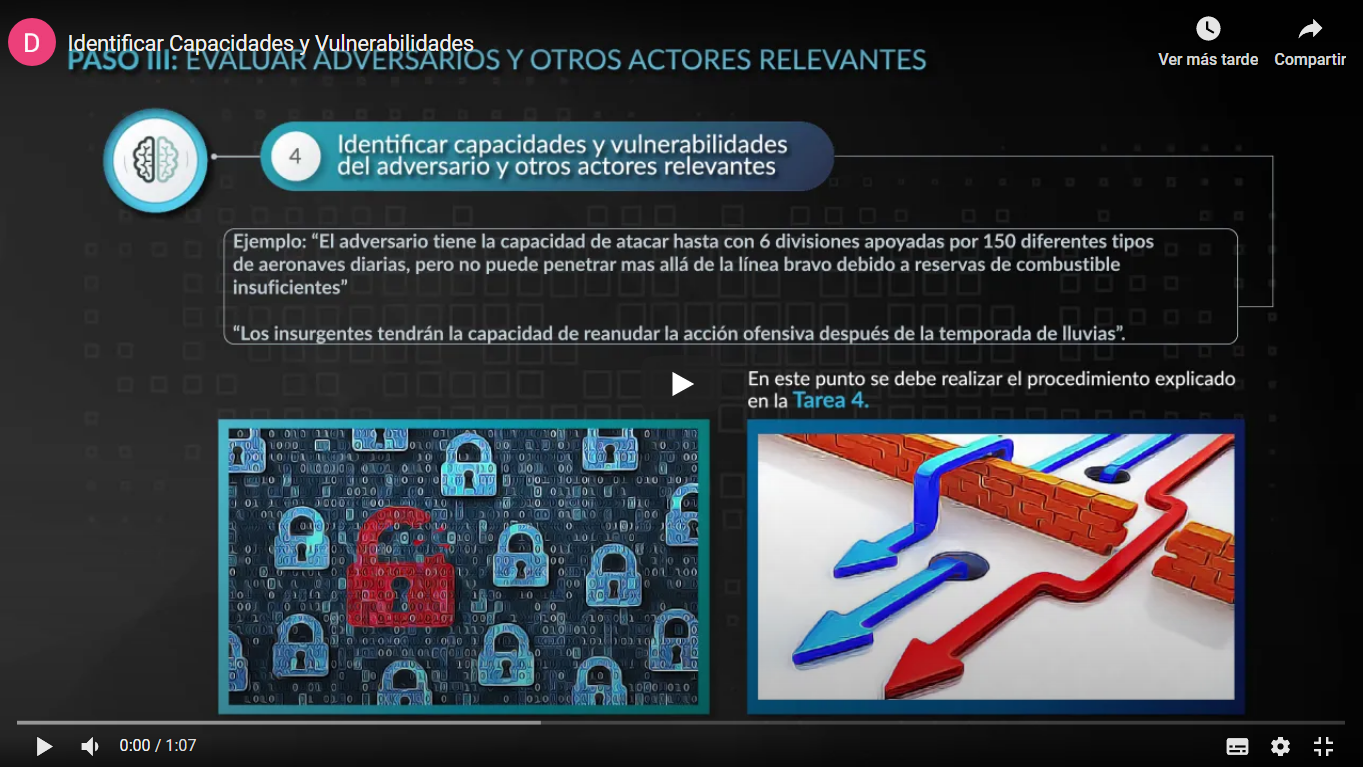 D
Identificar Capacidades y Vulnerabilidades
Ver más tarde
Compartir
PASO III: EVALUAR ADVERSARIOS Y OTROS ACTORES RELEVANTES
4
Identificar capacidades y vulnerabilidades
del adversario y otros actores relevantes
Ejemplo: “El adversario tiene la capacidad de atacar hasta con 6 divisiones apoyadas por 150 diferentes tipos
de aeronaves diarias, pero no puede penetrar mas allá de la línea bravo debido a reservas de combustible
insuficientes”
“Los insurgentes tendrán la capacidad de reanudar la acción ofensiva después de la temporada de lluvias”.
En este punto se debe realizar el procedimiento explicado
en la Tarea 4.
0:00 / 1:07